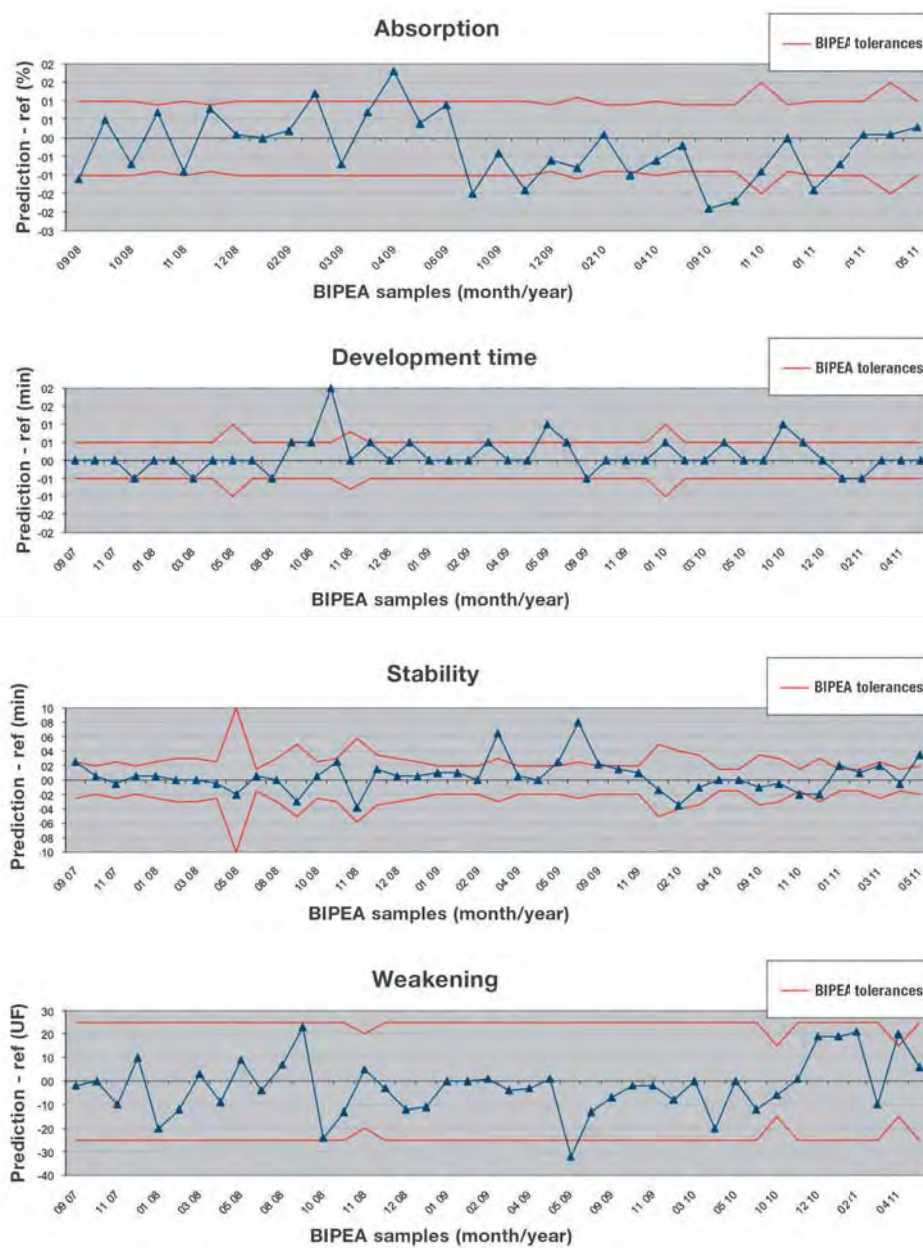 Absorption
BIPEA tolerances
Prediction - ref (%)
02
02
01
01
00
-01
-01
-02
-02
-03
09 08 10 08 11 08 12 08 02 09 03 09 04 09 06 09 10 09 12 09 02 10 04 10 09 10 11 10 01 11 11 05 11
BIPEA samples (month/year)
Development time
BIPEA tolerances
Prediction - ref (min)
02
02
01
01
00
-01
-01
-02
-02
09 07 11 07 01 08 03 08 05 08 08 08 10 08 11 08 12 08 01 09 02 09 04 09 05 09 09 09 11 09 01 10 03 10 05 10 10 10 12 10 02 11 04 11
BIPEA samples (month/year)
Stability
BIPEA tolerances
Prediction - ref (min)
10
08
06
04
02
00
-02
-04
-06
-08
-10
09 07 11 07 01 08 03 08 05 08 08 08 10 08 11 08 12 08 01 09 02 09 04 09 05 09 09 09 11 09 02 10 04 10 09 10 11 10 01 11 03 11 05 11
BIPEA samples (month/year)
Weakening
BIPEA tolerances
Prediction - ref (UF)
30
20
10
00
-10
-20
-30
-40
09 07 11 07 01 08 03 08 05 08 08 08 10 08 11 08 12 08 01 09 02 09 04 09 05 09 09 09 11 09 03 10 05 10 10 10 12 10 02 1 04 11
BIPEA samples (month/year)